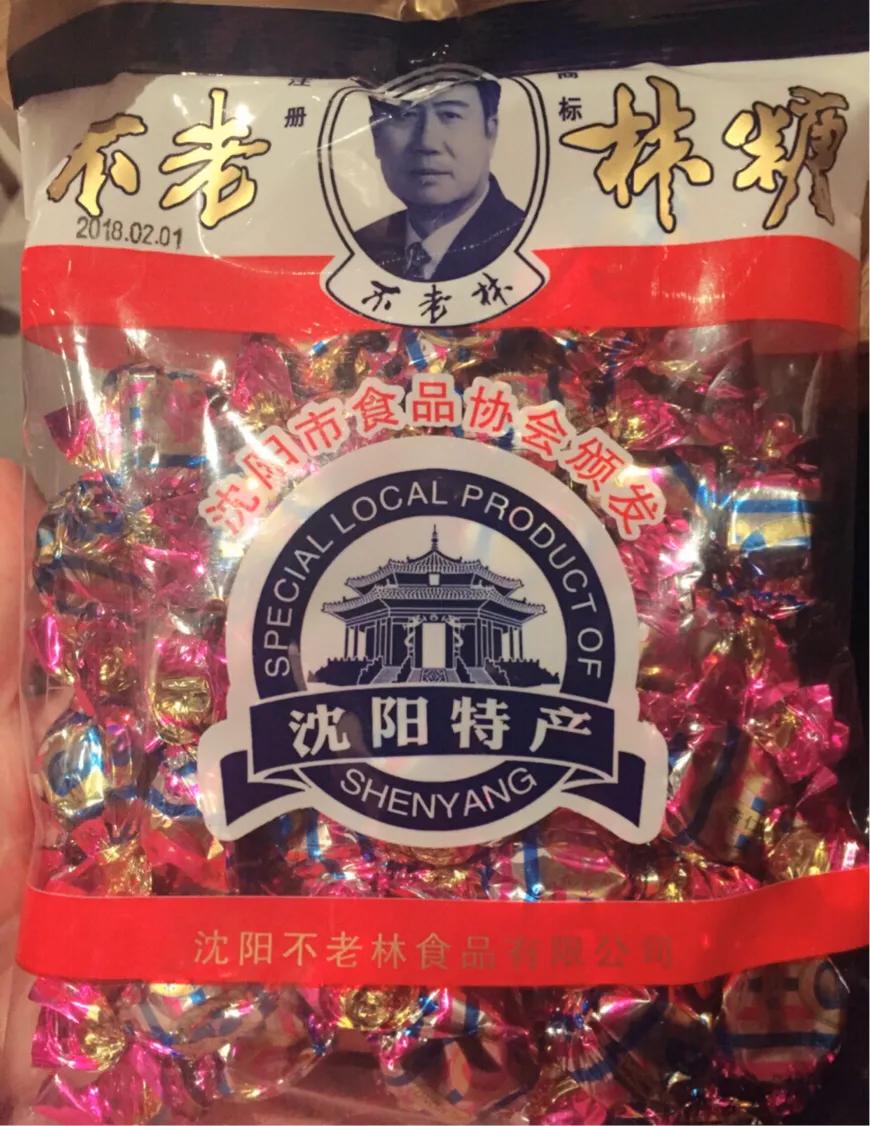 不老林糖
注册商标
2018.02.01
不老林
沈阳市食品协会颁发
SPECIAL LOCAL PRODUCT OF
沈阳特产
SHENYANG
沈阳不老林食品有限公司